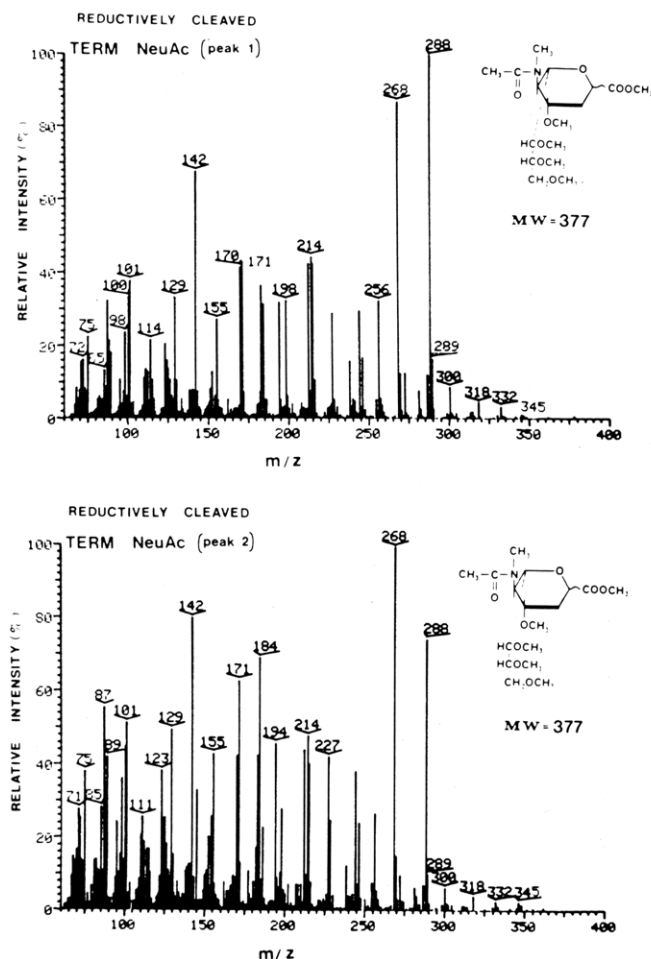 REDUCTIVELY CLEAVED
TERM NeuAc (peak 1)
RELATIVE INTENSITY (%)
100
80
60
40
20
0
75
100
98
101
114
129
142
155
170
171
198
214
256
268
288
289
300
318
332
345
100 150 200 250 300 350 400
m/z
CH₃
CH₃-C-N
O
O
COOCH₃
OCH₃
HCOCH₃
HCOCH₃
MW=377
REDUCTIVELY CLEAVED
TERM NeuAc (peak 2)
RELATIVE INTENSITY (%)
100
80
60
40
20
0
71
75
87
89
101
111
123
129
142
155
171
184
194
214
227
268
288
289
300
318
332
345
100 150 200 250 300 350 400
m/z
CH₃
CH₃-C-N
O
O
COOCH₃
OCH₃
HCOCH₃
HCOCH₃
MW=377